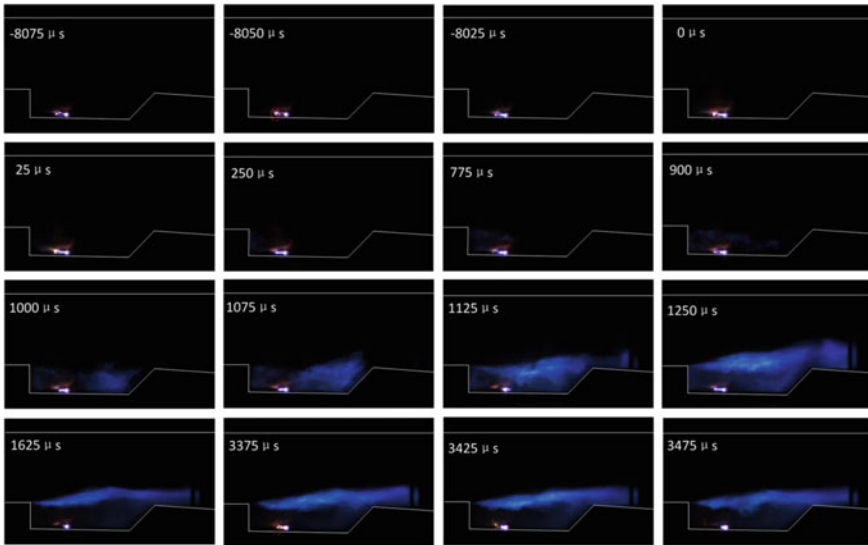 -8075 μ s
-8050 μ s
-8025 μ s
0 μ s
25 μ s
250 μ s
775 μ s
900 μ s
1000 μ s
1075 μ s
1125 μ s
1250 μ s
1625 μ s
3375 μ s
3425 μ s
3475 μ s